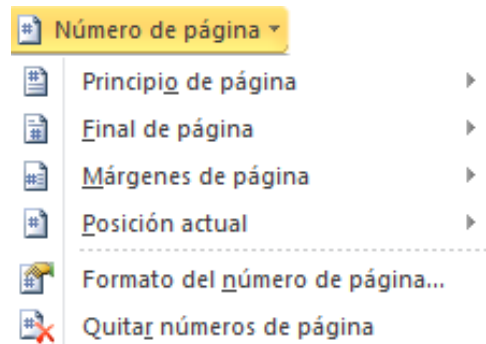 Número de página
Principio de página
Final de página
Márgenes de página
Posición actual
Formato del número de página...
Quitar números de página